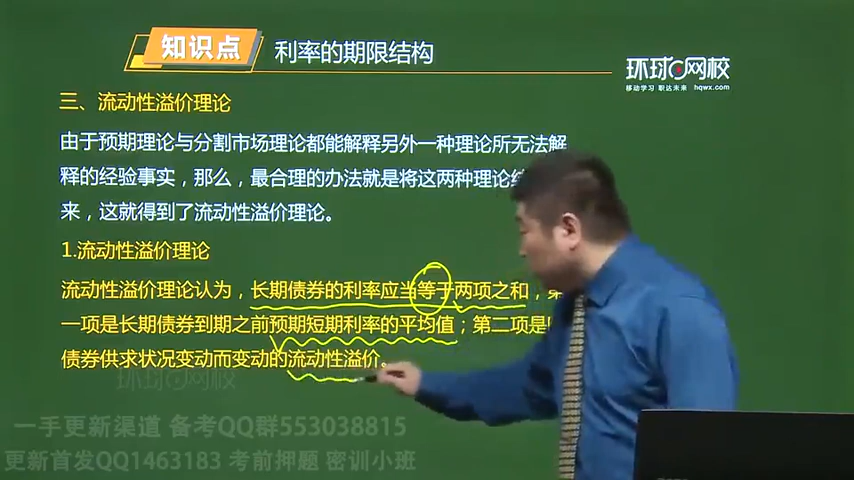 知识点
利率的期限结构
环球网校
移动学习 职达未来 hqwx.com
三、流动性溢价理论
由于预期理论与分割市场理论都能解释另外一种理论所无法解
释的经验事实，那么，最合理的办法就是将这两种理论
来，这就得到了流动性溢价理论。
1.流动性溢价理论
流动性溢价理论认为，长期债券的利率应当等于两项之和，
一项是长期债券到期之前预期短期利率的平均值；第二项是
债券供求状况变动而变动的流动性溢价。
环球网校
一手更新渠道 备考QQ群553038815
更新首发QQ1463183 考前押题 密训小班